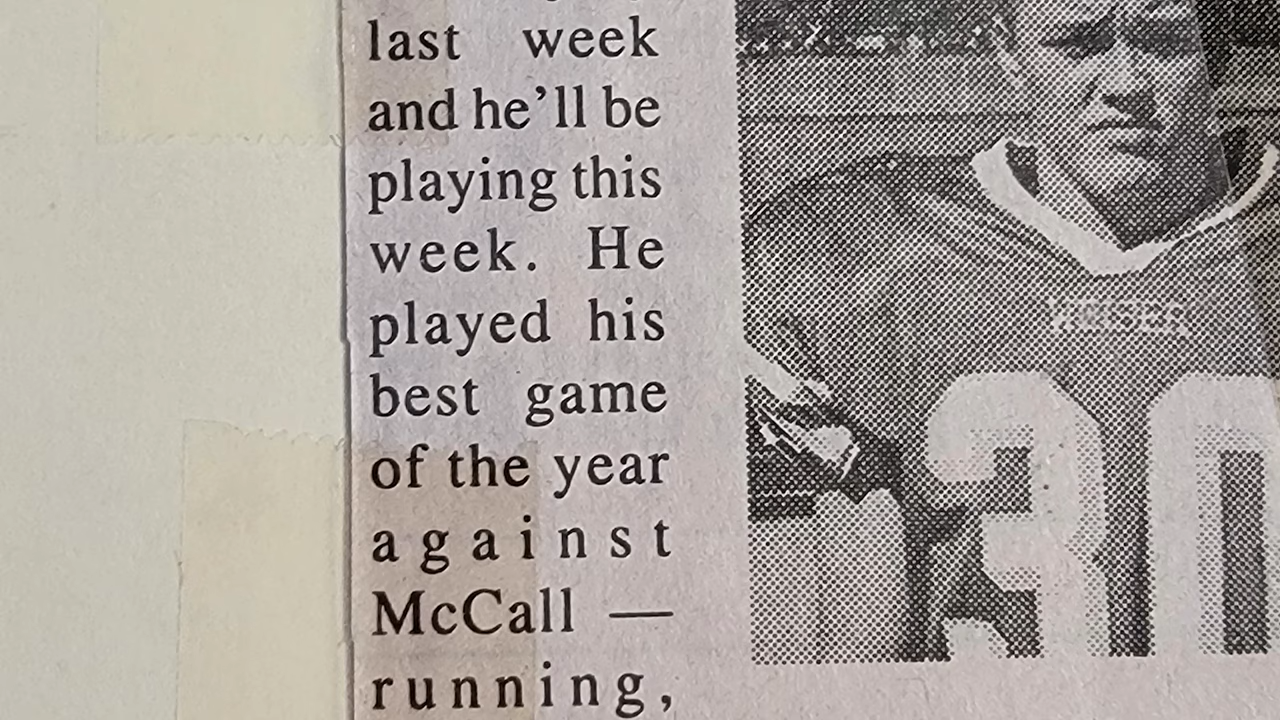 last week
and he'll be
playing this
week. He
played his
best game
of the year
against
McCall —
running,
30